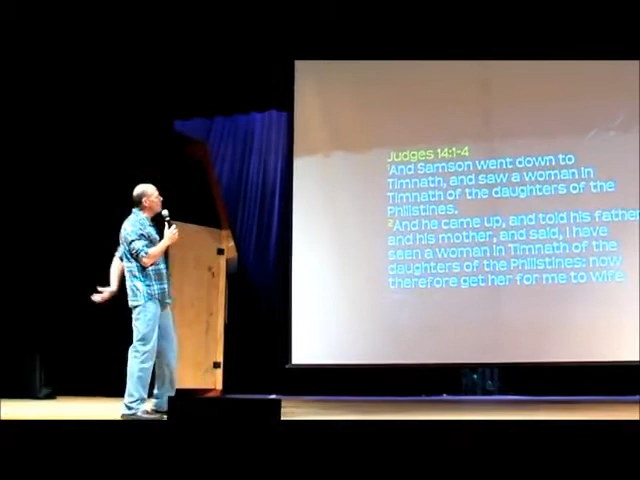 Judges 14:1-4
1And Samson went down to
Timnath, and saw a woman in
Timnath of the daughters of the
Philistines.
2And he came up, and told his father
and his mother, and said, I have
seen a woman in Timnath of the
daughters of the Philistines: now
therefore get her for me to wife